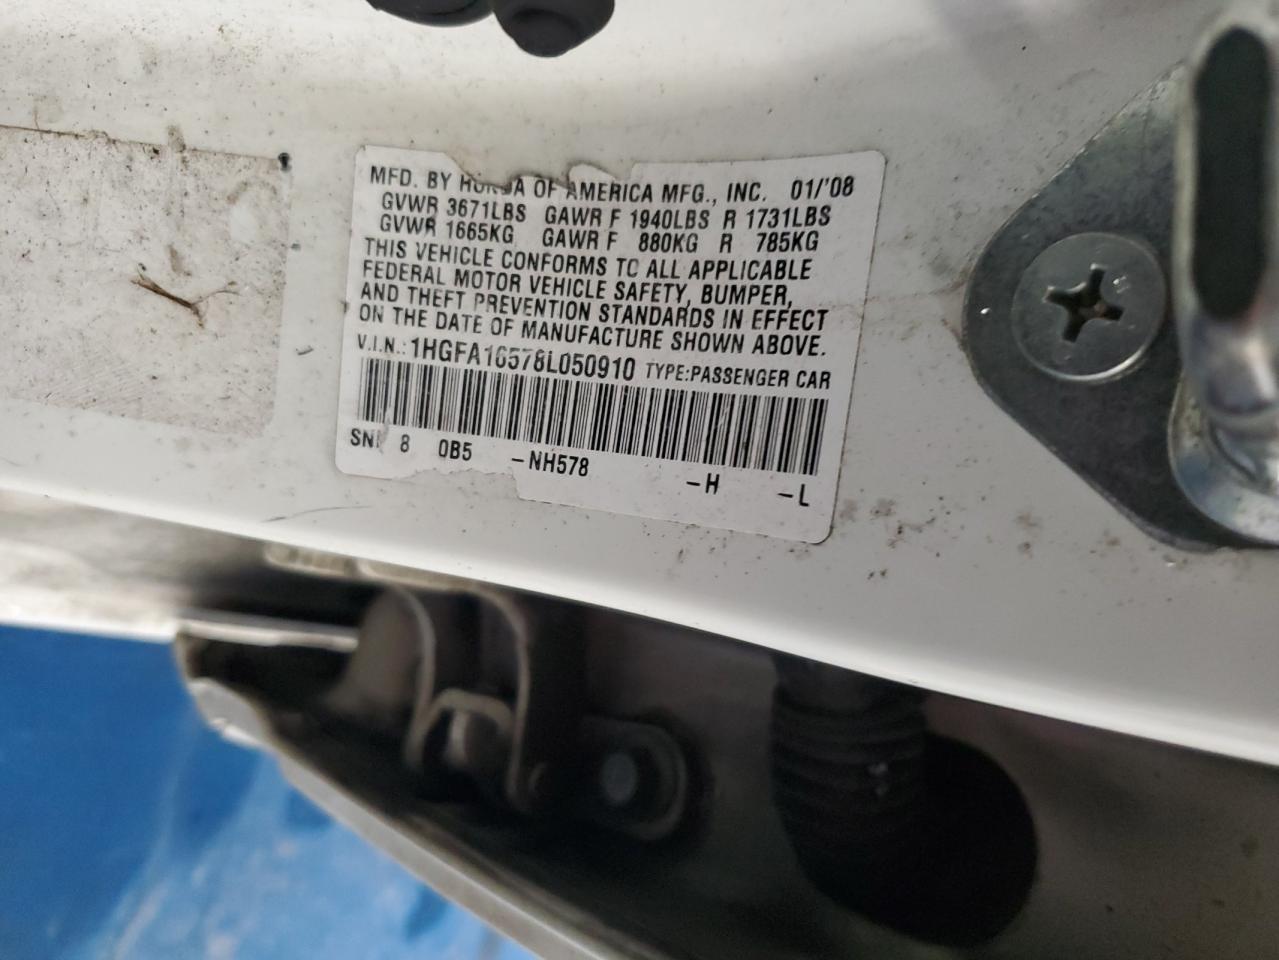 MFD. BY HONDA OF AMERICA MFG., INC. 01/'08
GVWR 3671LBS GAWR F 1940LBS R 1731LBS
GVWR 1665KG GAWR F 880KG R 785KG
THIS VEHICLE CONFORMS TO ALL APPLICABLE
FEDERAL MOTOR VEHICLE SAFETY, BUMPER,
AND THEFT PREVENTION STANDARDS IN EFFECT
ON THE DATE OF MANUFACTURE SHOWN ABOVE.
V.I.N.: 1HGFA16578L050910 TYPE:PASSENGER CAR
8 0B5 -NH578 -H -L